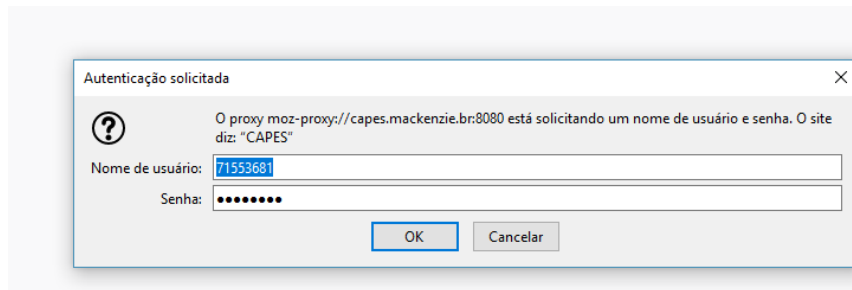 Autenticação solicitada
O proxy moz-proxy://capes.mackenzie.br:8080 está solicitando um nome de usuário e senha. O site
diz: "CAPES"
Nome de usuário: 71553681
Senha: ●●●●●●●●
OK Cancelar